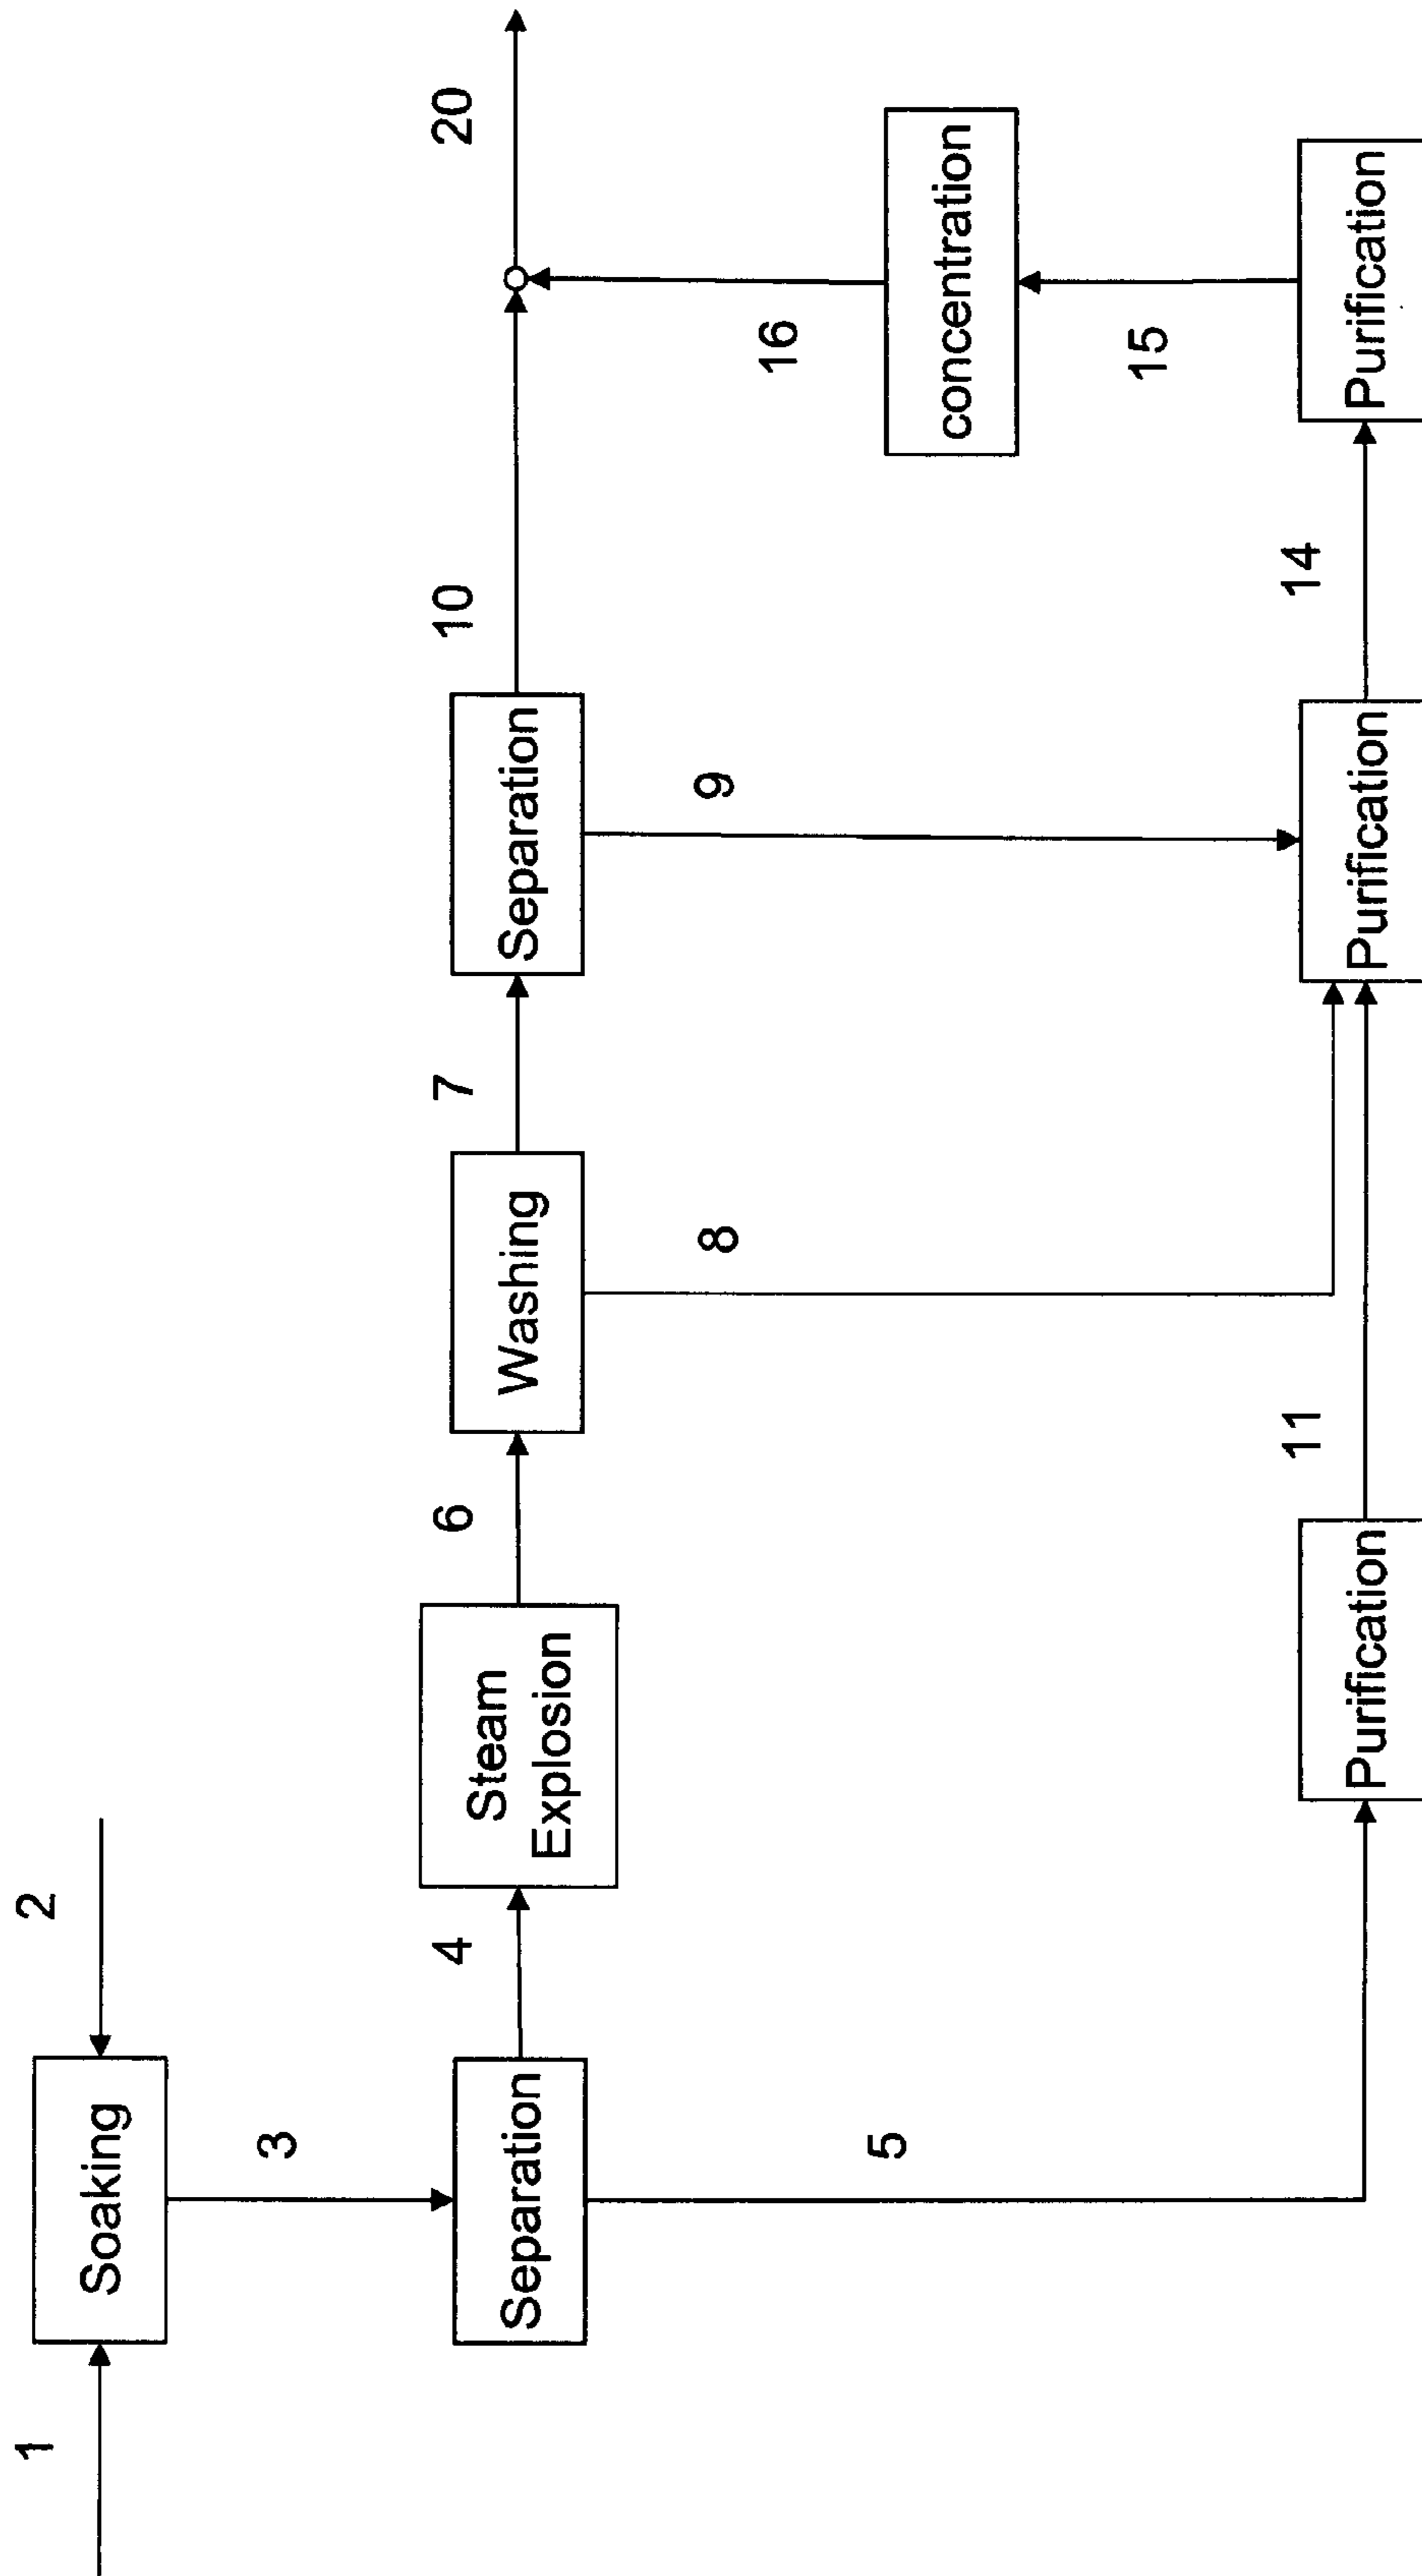 1
2
Soaking
3
Separation
4
Steam
Explosion
6
Washing
7
Separation
10
20
5
8
9
16
concentration
15
Purification
11
Purification
14
Purification